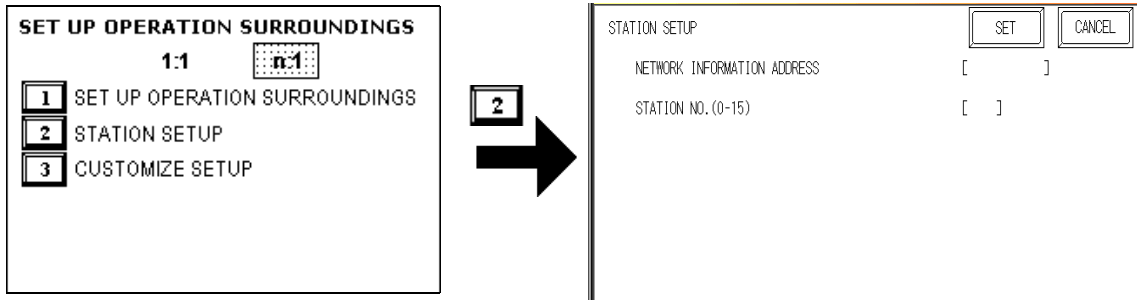 SET UP OPERATION SURROUNDINGS
1:1 n:1
1 SET UP OPERATION SURROUNDINGS
2 STATION SETUP
3 CUSTOMIZE SETUP
2
STATION SETUP SET CANCEL
NETWORK INFORMATION ADDRESS [ ]
STATION NO.(0-15) [ ]